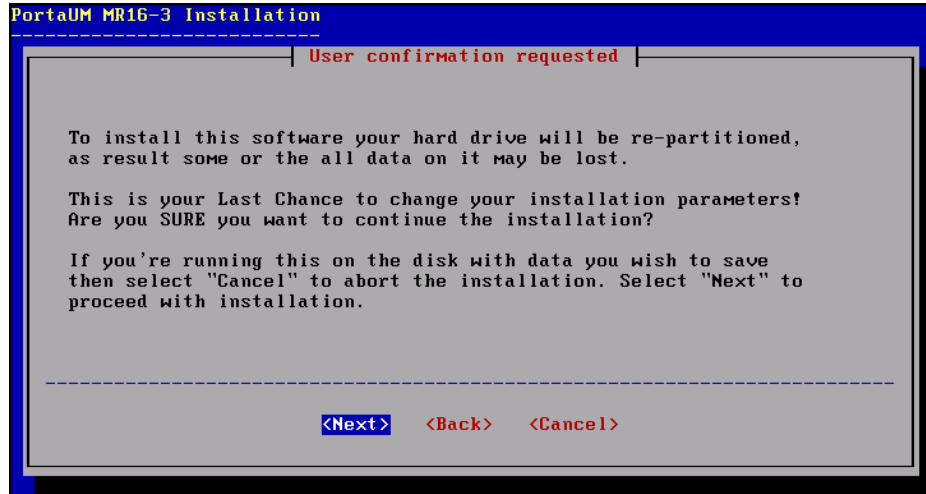 PortaUM MR16-3 Installation
User confirmation requested
To install this software your hard drive will be re-partitioned,
as result some or the all data on it may be lost.
This is your Last Chance to change your installation parameters!
Are you SURE you want to continue the installation?
If you're running this on the disk with data you wish to save
then select "Cancel" to abort the installation. Select "Next" to
proceed with installation.
<Next> <Back> <Cancel>